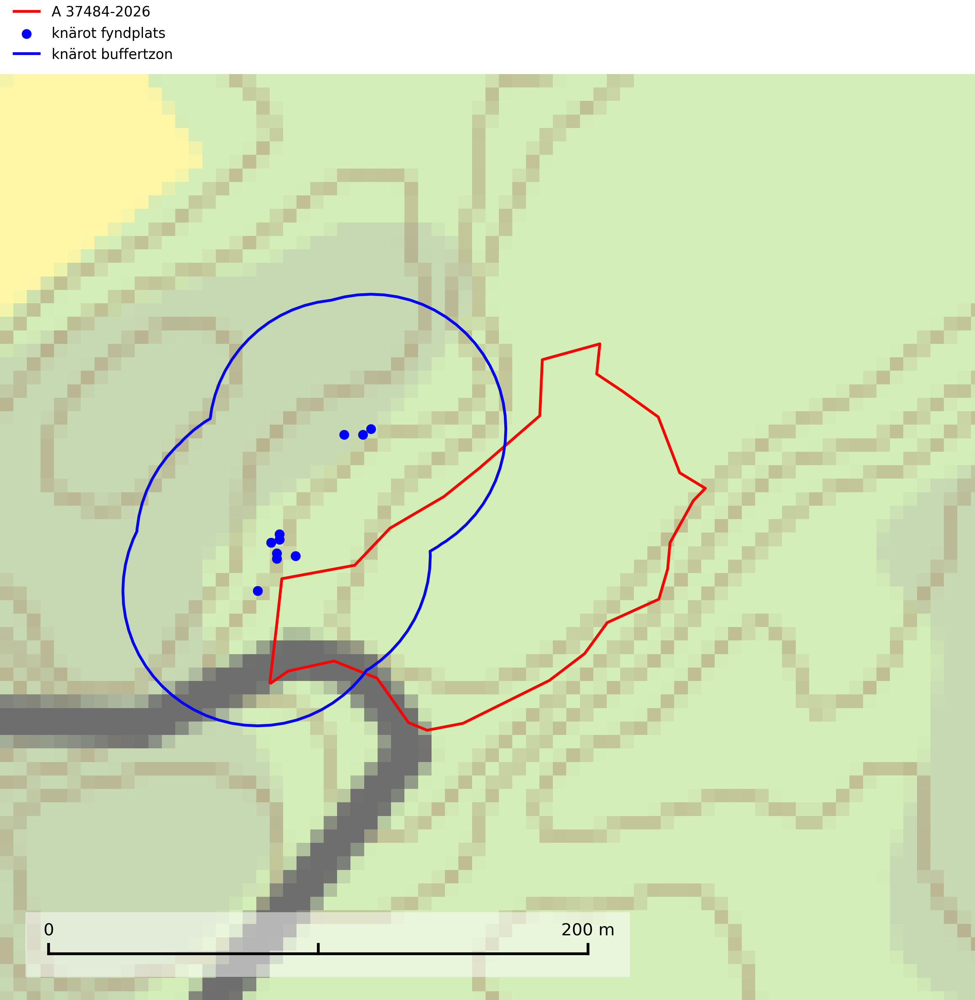 A 37484-2026
knärot fyndplats
knärot buffertzon
0
200 m